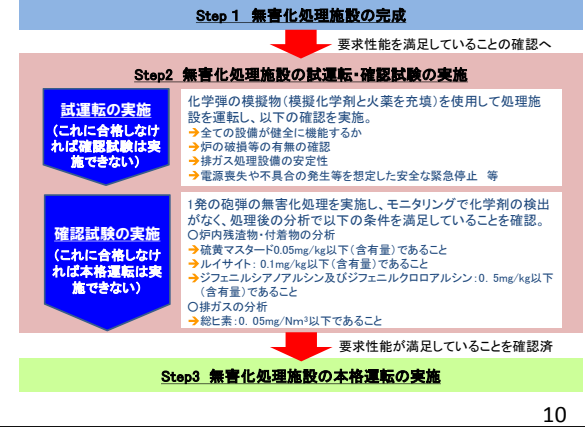 Step 1　無害化処理施設の完成
要求性能を満足していることの確認へ
Step2　無害化処理施設の試運転・確認試験の実施
試運転の実施
(これに合格しなけ
れば確認試験は実
施できない)
化学弾の模擬物(模擬化学剤と火薬を充填)を使用して処理施
設を運転し、以下の確認を実施。
➔全ての設備が健全に機能するか
➔炉の破損等の有無の確認
➔排ガス処理設備の安定性
➔電源喪失や不具合の発生等を想定した安全な緊急停止　等
確認試験の実施
(これに合格しなけ
れば本格運転は実
施できない)
1発の砲弾の無害化処理を実施し、モニタリングで化学剤の検出
がなく、処理後の分析で以下の条件を満足していることを確認。
〇炉内残渣物・付着物の分析
➔硫黄マスタード0.05mg/kg以下(含有量)であること
➔ルイサイト: 0.1mg/kg以下(含有量)であること
➔ジフェニルシアノアルシン及びジフェニルクロロアルシン:0. 5mg/kg以下
(含有量)であること
〇排ガスの分析
➔総ヒ素:0. 05mg/Nm³以下であること
要求性能が満足していることを確認済
Step3　無害化処理施設の本格運転の実施
10